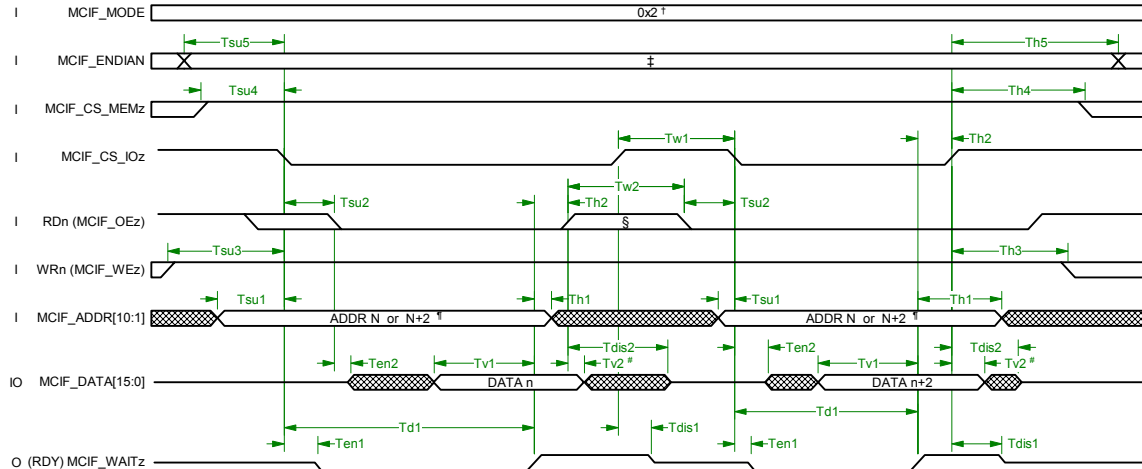 I MCIF_MODE 0x2 †
Tsu5 Th5
I MCIF_ENDIAN ‡
Tsu4 Th4
I MCIF_CS_MEMz
Tw1 Th2
I MCIF_CS_IOz
Tsu2 Th2 Tw2 Tsu2
I RDn (MCIF_OEz) §
Tsu3 Th3
I WRn (MCIF_WEz)
Tsu1 Th1 Tsu1 Th1
I MCIF_ADDR[10:1] ADDR N or N+2 ¶ ADDR N or N+2 ¶
Tdis2 Tdis2
Ten2 Tv1 Tv2 # Ten2 Tv1 Tv2 #
IO MCIF_DATA[15:0] DATA n DATA n+2
Td1 Td1
Ten1 Tdis1 Ten1 Tdis1
O (RDY) MCIF_WAITz